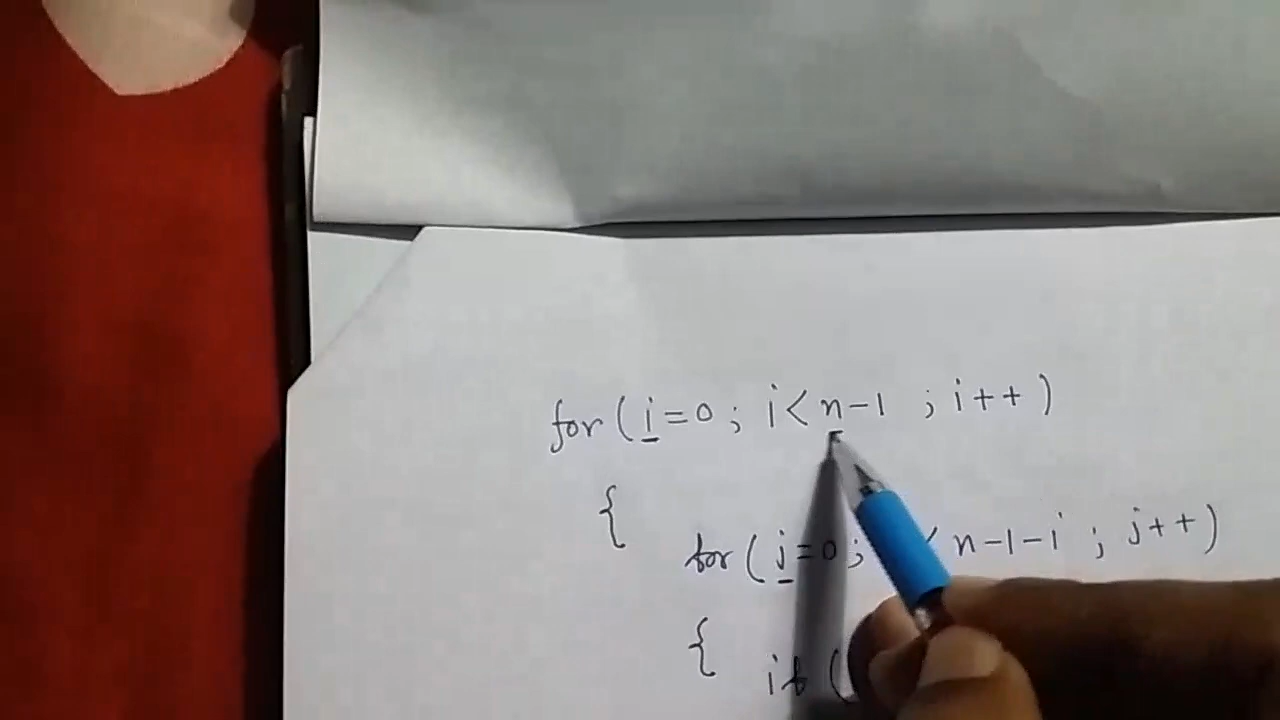 for ( i = 0 ; i < n - 1 ; i + + )
{
for ( j = 0 ; < n - 1 - i ; j + + )
{ if (